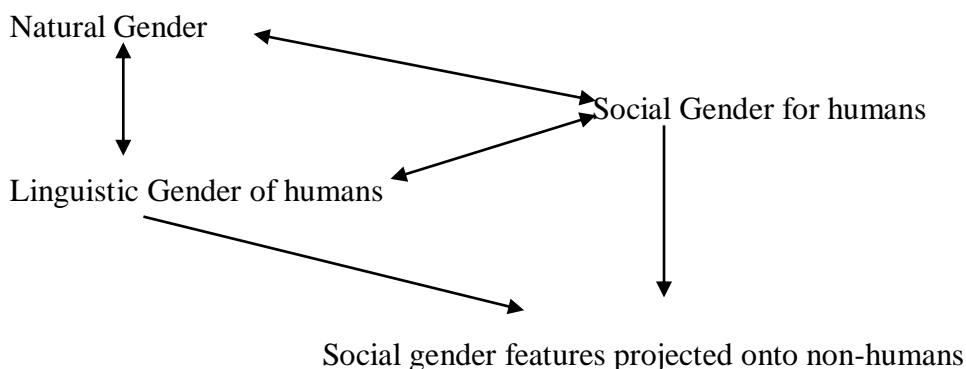 Natural Gender
Social Gender for humans
Linguistic Gender of humans
Social gender features projected onto non-humans